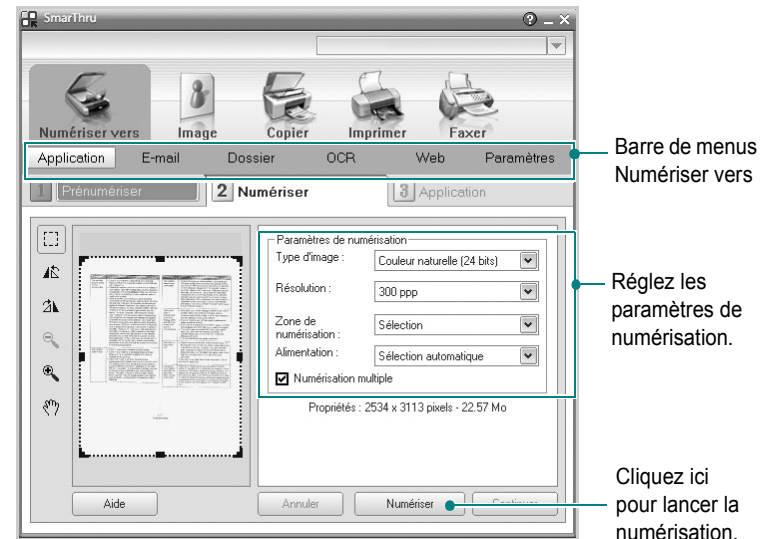 SmarThru
Numériser vers Image Copier Imprimer Faxer
Application E-mail Dossier OCR Web Paramètres
1 Prénumériser 2 Numériser 3 Application
Barre de menus
Numériser vers
Paramètres de numérisation
Type d'image : Couleur naturelle (24 bits)
Résolution : 300 ppp
Zone de
numérisation : Sélection
Alimentation : Sélection automatique
Numérisation multiple
Propriétés : 2534 x 3113 pixels - 22.57 Mo
Réglez les
paramètres de
numérisation.
Aide Annuler Numériser Continuer
Cliquez ici
pour lancer la
numérisation.